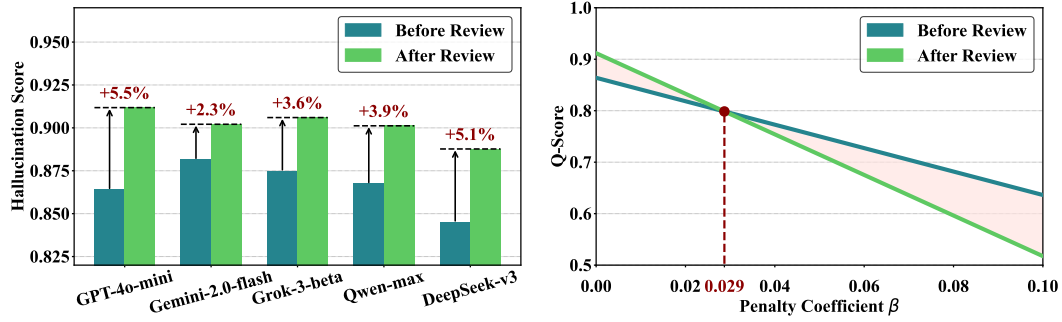 Hallucination Score
0.950
0.925
0.900
0.875
0.850
0.825
Before Review
After Review
+5.5%
+2.3%
+3.6%
+3.9%
+5.1%
GPT-4o-mini
Gemini-2.0-flash
Grok-3-beta
Qwen-max
DeepSeek-v3
Q-Score
1.0
0.9
0.8
0.7
0.6
0.5
Before Review
After Review
0.00
0.02
0.029
0.04
0.06
0.08
0.10
Penalty Coefficient β